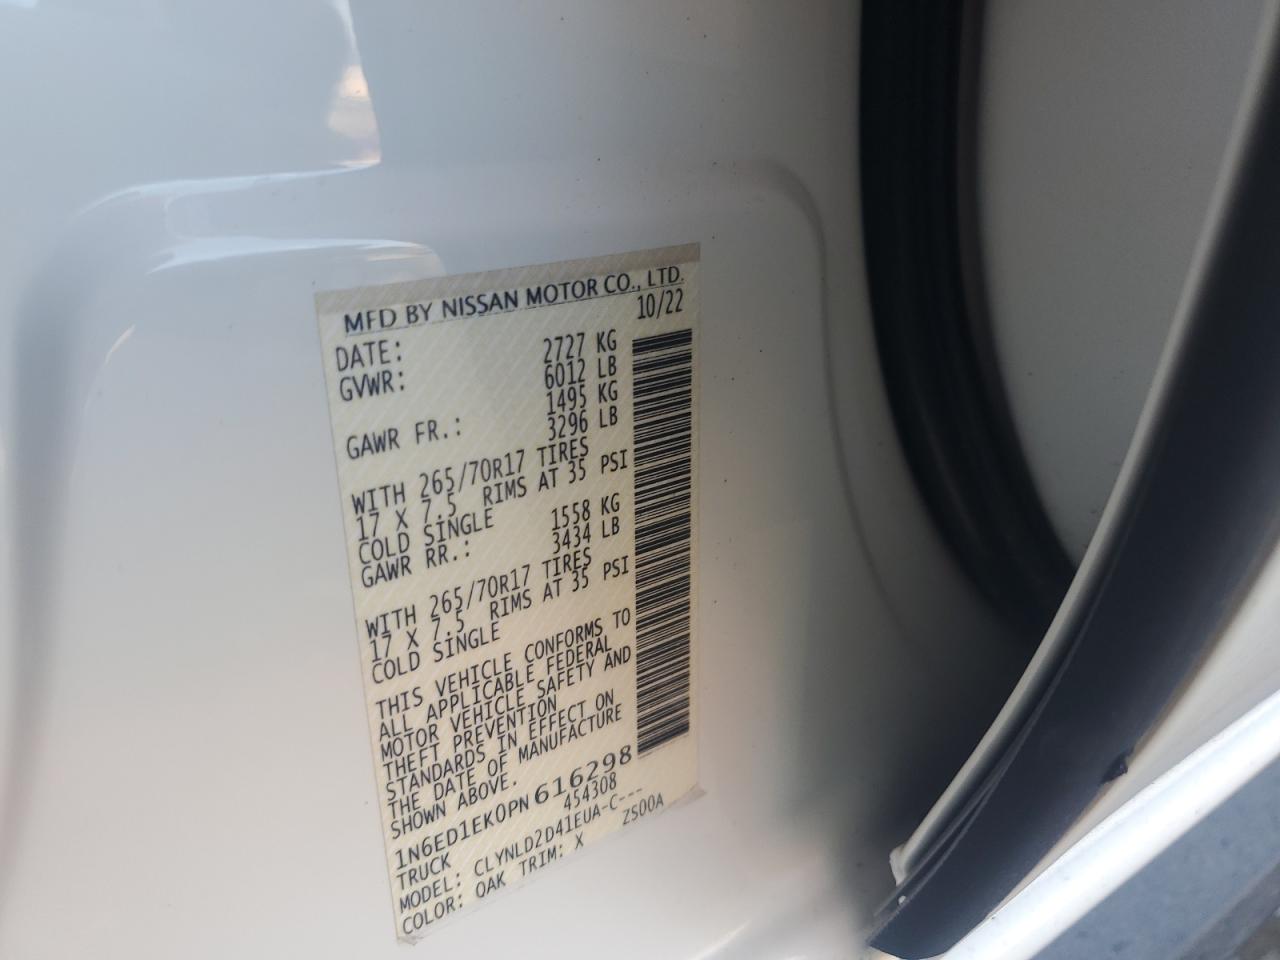 MFD BY NISSAN MOTOR CO., LTD.
DATE: 10/22
GVWR: 2727 KG
6012 LB
GAWR FR.: 1495 KG
3296 LB
WITH 265/70R17 TIRES
17 X 7.5 RIMS AT 35 PSI
COLD SINGLE
GAWR RR.: 1558 KG
3434 LB
WITH 265/70R17 TIRES
17 X 7.5 RIMS AT 35 PSI
COLD SINGLE
THIS VEHICLE CONFORMS TO
ALL APPLICABLE FEDERAL
MOTOR VEHICLE SAFETY AND
THEFT PREVENTION
STANDARDS IN EFFECT ON
THE DATE OF MANUFACTURE
SHOWN ABOVE.
1N6ED1EK0PN616298
TRUCK 454308
MODEL: CLYNLD2D41EUA-C---
COLOR: QAK TRIM: X ZS00A